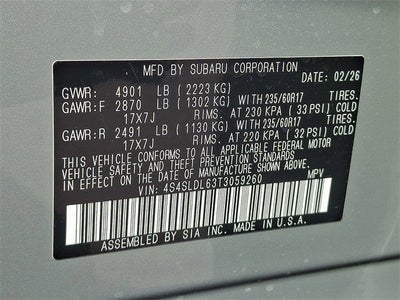 MFD BY SUBARU CORPORATION
DATE: 02/26
GVWR: 4901 LB ( 2223 KG)
GAWR:F 2870 LB ( 1302 KG) WITH 235/60R17 TIRES.
17X7J RIMS. AT 230 KPA ( 33 PSI) COLD
GAWR:R 2491 LB ( 1130 KG) WITH 235/60R17 TIRES.
17X7J RIMS. AT 220 KPA ( 32 PSI) COLD
THIS VEHICLE CONFORMS TO ALL APPLICABLE FEDERAL MOTOR
VEHICLE SAFETY AND THEFT PREVENTION STANDARDS
IN EFFECT ON THE DATE OF MANUFACTURE SHOWN ABOVE.
VIN: 4S4SLDL63T3059260 MPV
ASSEMBLED BY SIA INC. MADE IN U.S.A.